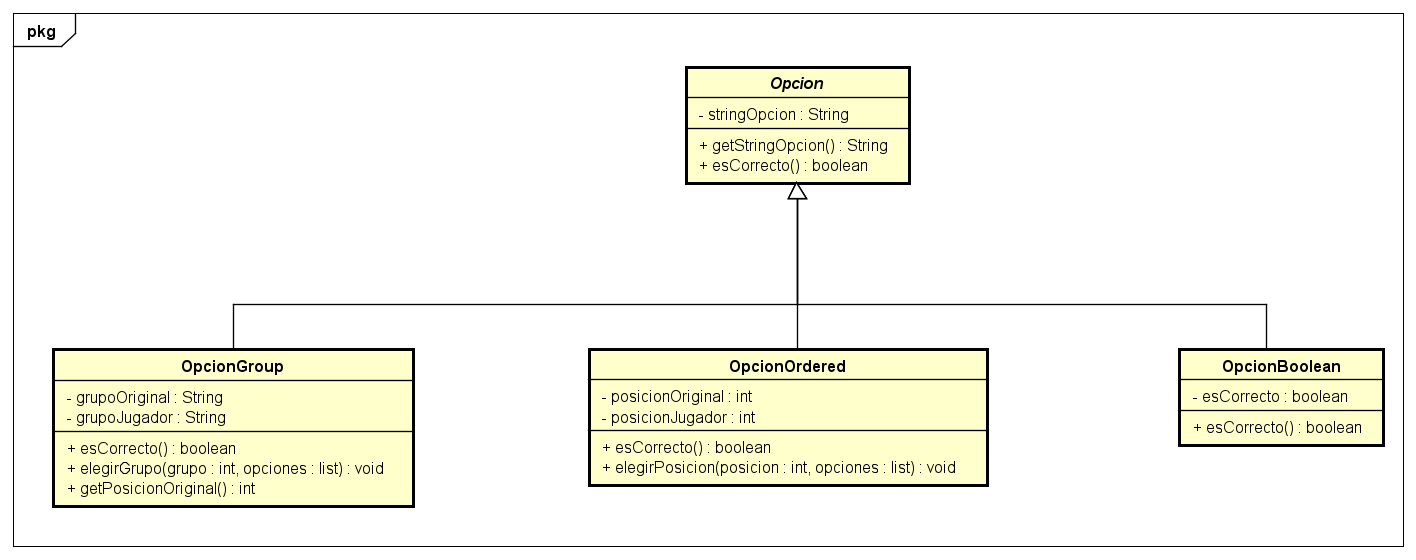 pkg
Opcion
- stringOpcion : String
+ getStringOpcion() : String
+ esCorrecto() : boolean
OpcionGroup
- grupoOriginal : String
- grupoJugador : String
+ esCorrecto() : boolean
+ elegirGrupo(grupo : int, opciones : list) : void
+ getPosicionOriginal() : int
OpcionOrdered
- posicionOriginal : int
- posicionJugador : int
+ esCorrecto() : boolean
+ elegirPosicion(posicion : int, opciones : list) : void
OpcionBoolean
- esCorrecto : boolean
+ esCorrecto() : boolean